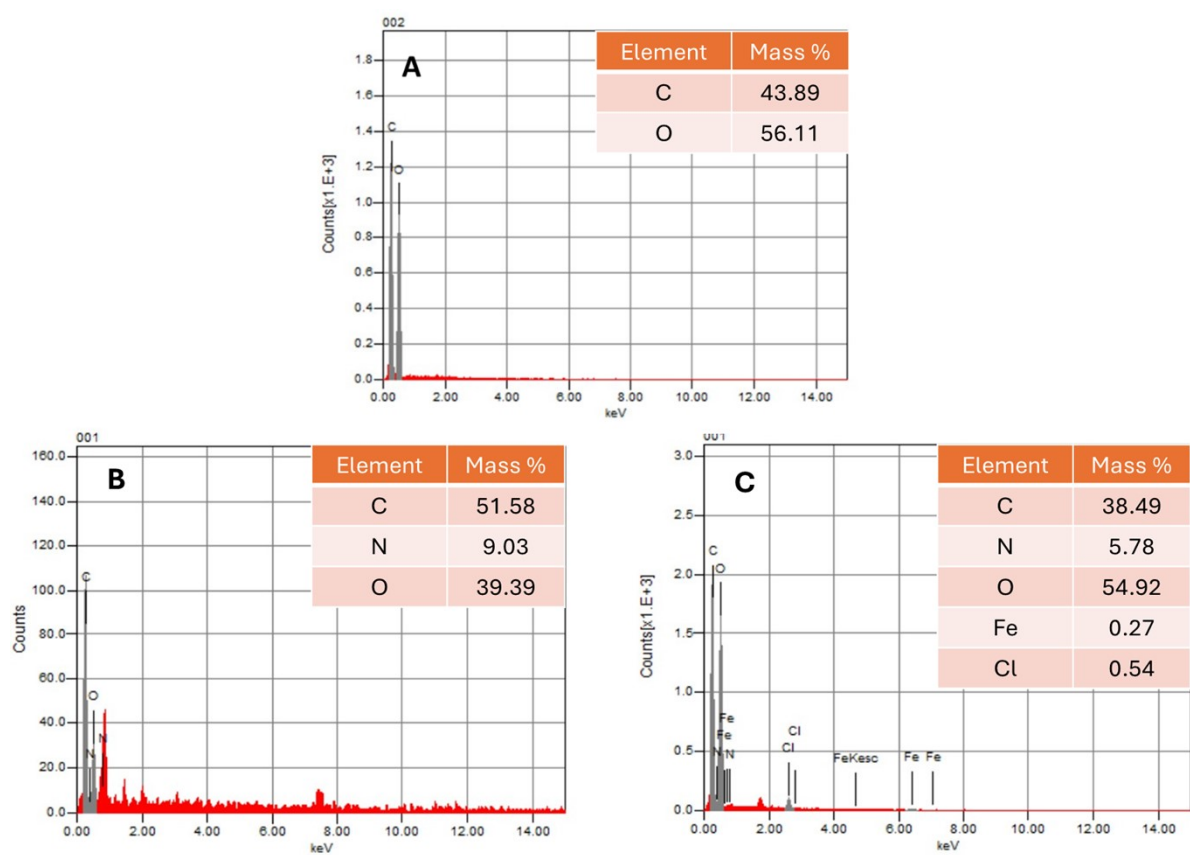 002
A
Element Mass %
C 43.89
O 56.11
C
O
Counts[x1.E+3]
1.8
1.6
1.4
1.2
1.0
0.8
0.6
0.4
0.2
0.0
0.00 2.00 4.00 6.00 8.00 10.00 12.00 14.00
keV
001
B
Element Mass %
C 51.58
N 9.03
O 39.39
C
O
N
N
Counts
160.0
140.0
120.0
100.0
80.0
60.0
40.0
20.0
0.0
0.00 2.00 4.00 6.00 8.00 10.00 12.00 14.00
keV
001
C
Element Mass %
C 38.49
N 5.78
O 54.92
Fe 0.27
Cl 0.54
C
O
Fe
Fe
N
N
Cl
Cl
FeKesc
Fe
Fe
Counts[x1.E+3]
3.0
2.5
2.0
1.5
1.0
0.5
0.0
0.00 2.00 4.00 6.00 8.00 10.00 12.00 14.00
keV